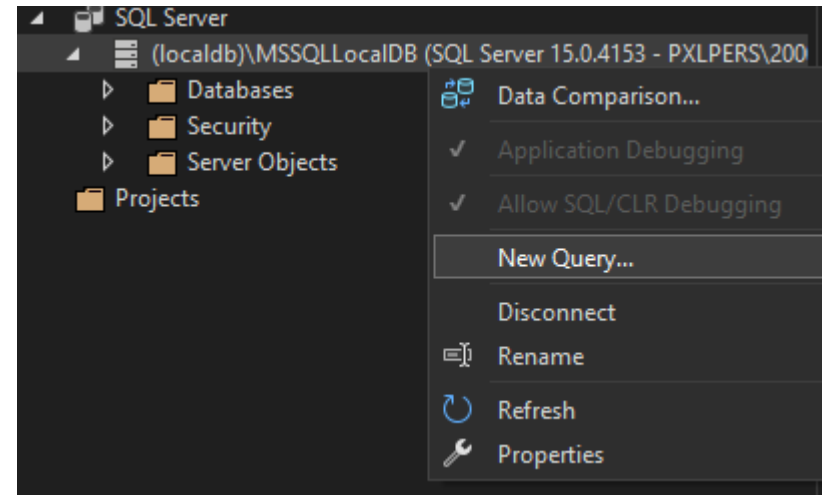 SQL Server
(localdb)\MSSQLLocalDB (SQL Server 15.0.4153 - PXLPERS\200
Databases
Security
Server Objects
Projects
Data Comparison...
Application Debugging
Allow SQL/CLR Debugging
New Query...
Disconnect
Rename
Refresh
Properties